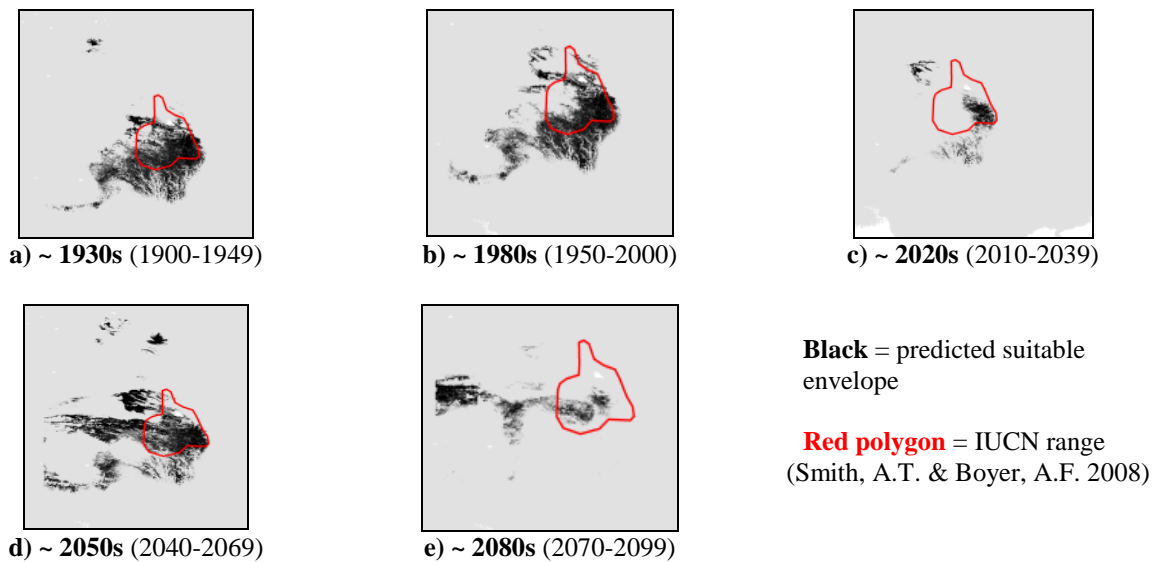 a) ~ 1930s (1900-1949)
b) ~ 1980s (1950-2000)
c) ~ 2020s (2010-2039)
d) ~ 2050s (2040-2069)
e) ~ 2080s (2070-2099)
Black = predicted suitable
envelope
Red polygon = IUCN range
(Smith, A.T. & Boyer, A.F. 2008)